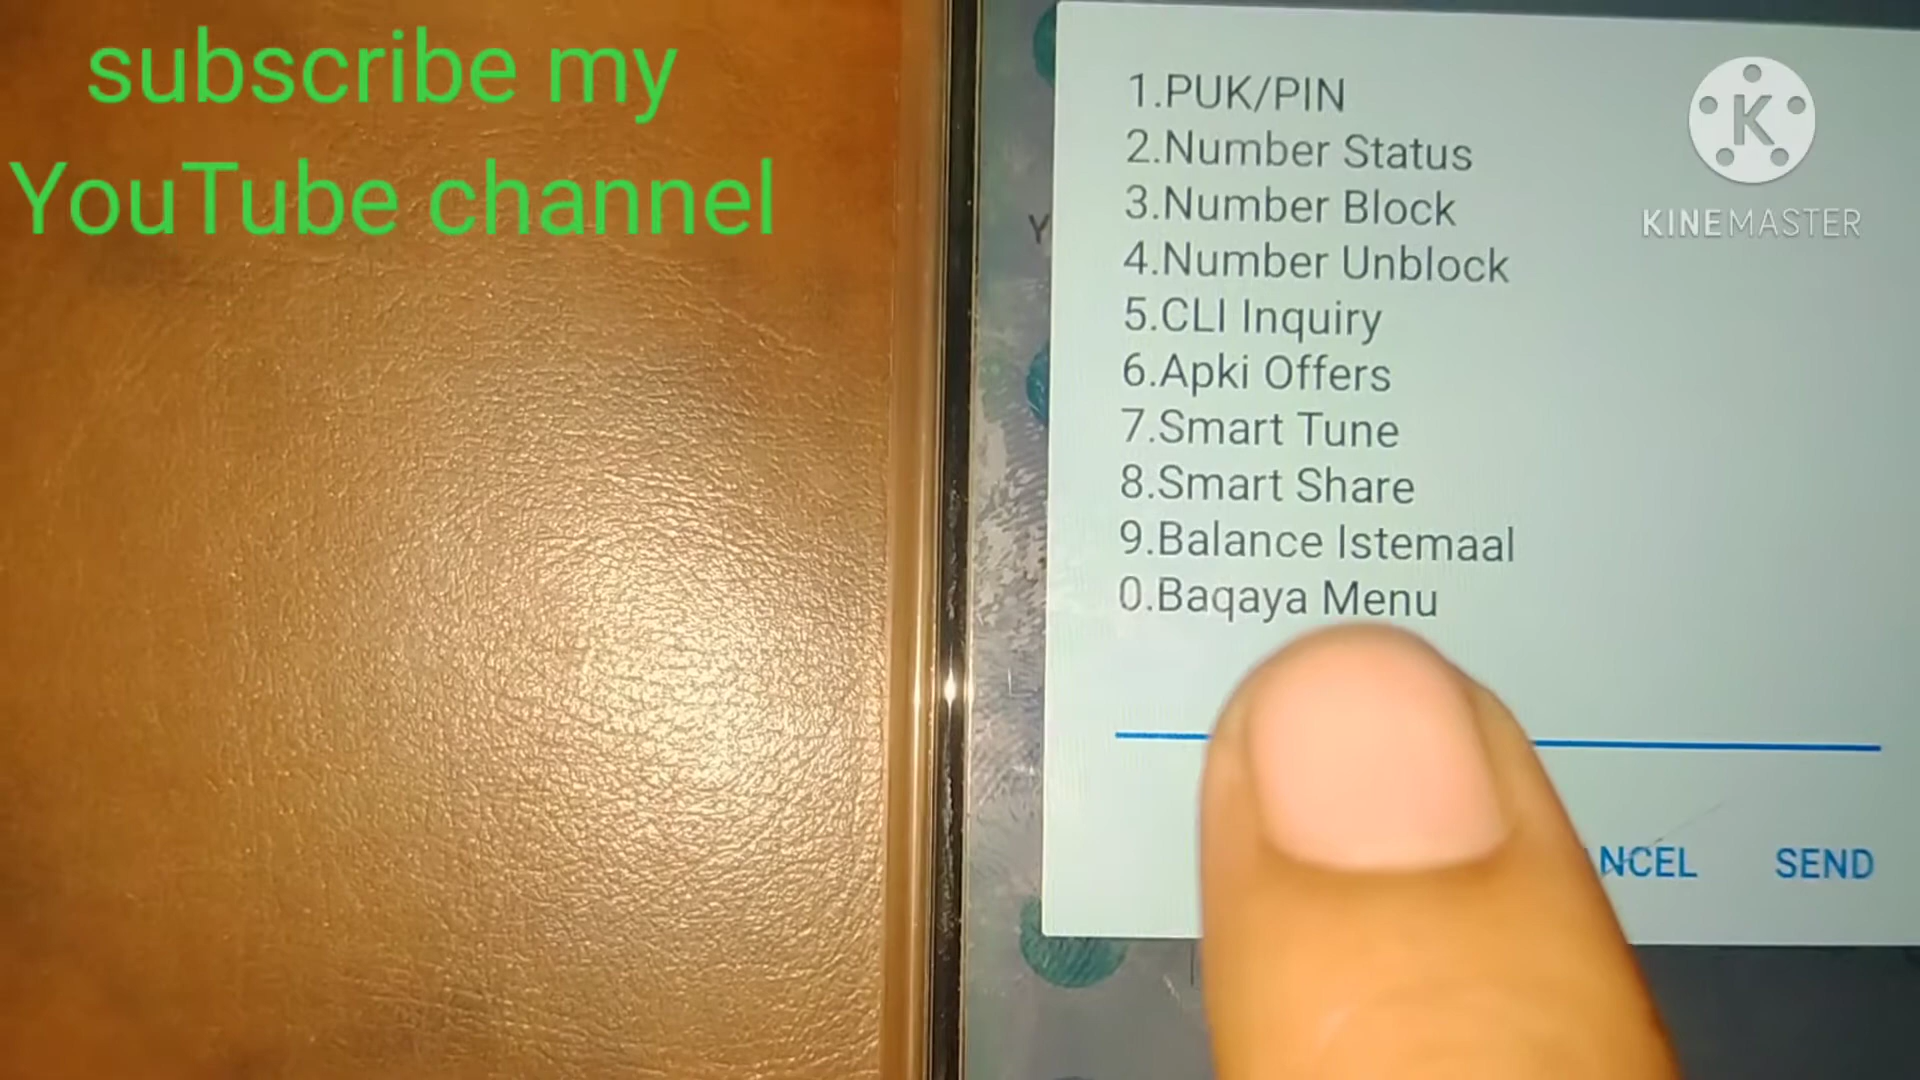 subscribe my
YouTube channel
1.PUK/PIN
2.Number Status
3.Number Block
4.Number Unblock
5.CLI Inquiry
6.Apki Offers
7.Smart Tune
8.Smart Share
9.Balance Istemaal
0.Baqaya Menu
NCEL SEND
K
KINEMASTER
Y